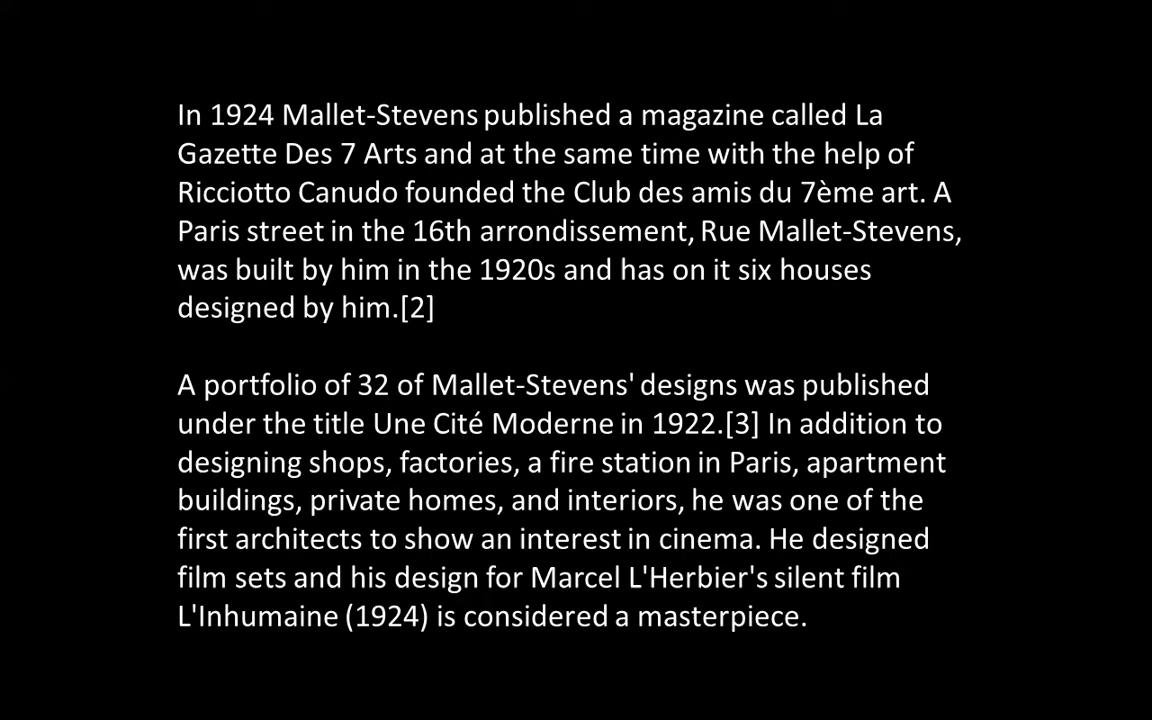 In 1924 Mallet-Stevens published a magazine called La
Gazette Des 7 Arts and at the same time with the help of
Ricciotto Canudo founded the Club des amis du 7ème art. A
Paris street in the 16th arrondissement, Rue Mallet-Stevens,
was built by him in the 1920s and has on it six houses
designed by him.[2]
A portfolio of 32 of Mallet-Stevens' designs was published
under the title Une Cité Moderne in 1922.[3] In addition to
designing shops, factories, a fire station in Paris, apartment
buildings, private homes, and interiors, he was one of the
first architects to show an interest in cinema. He designed
film sets and his design for Marcel L'Herbier's silent film
L'Inhumaine (1924) is considered a masterpiece.